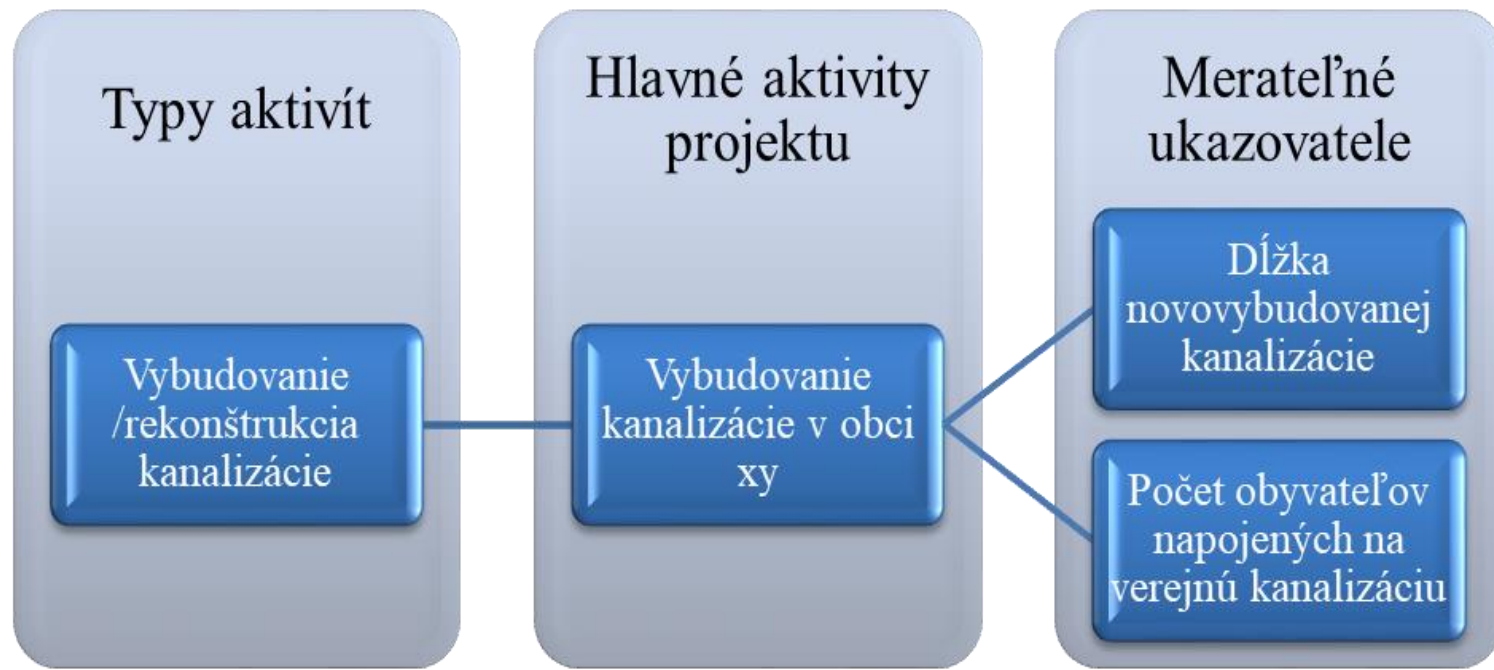 Typy aktivít
Vybudovanie
/rekonštrukcia
kanalizácie
Hlavné aktivity
projektu
Vybudovanie
kanalizácie v obci
xy
Merateľné
ukazovatele
Dĺžka
novovybudovanej
kanalizácie
Počet obyvateľov
napojených na
verejnú kanalizáciu